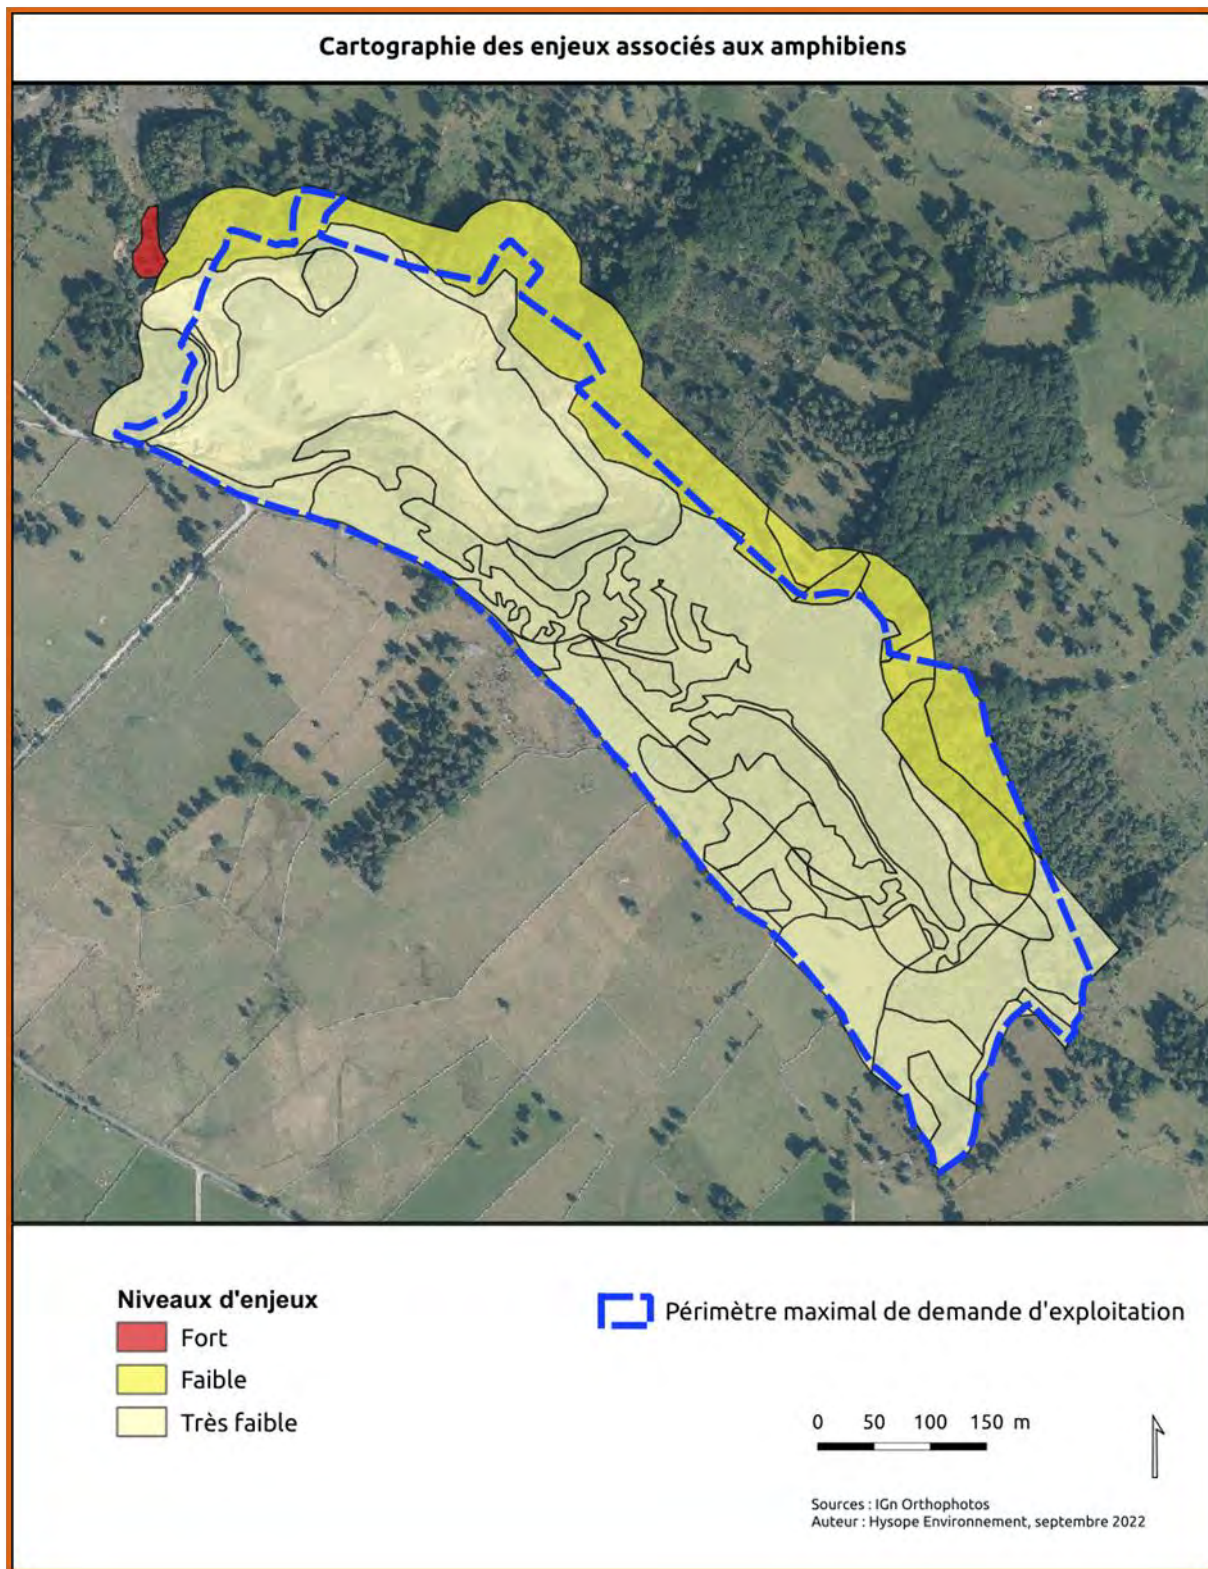 Cartographie des enjeux associés aux amphibiens
Niveaux d'enjeux
Fort
Faible
Très faible
Périmètre maximal de demande d'exploitation
0 50 100 150 m
Sources : IGn Orthophotos
Auteur : Hysope Environnement, septembre 2022